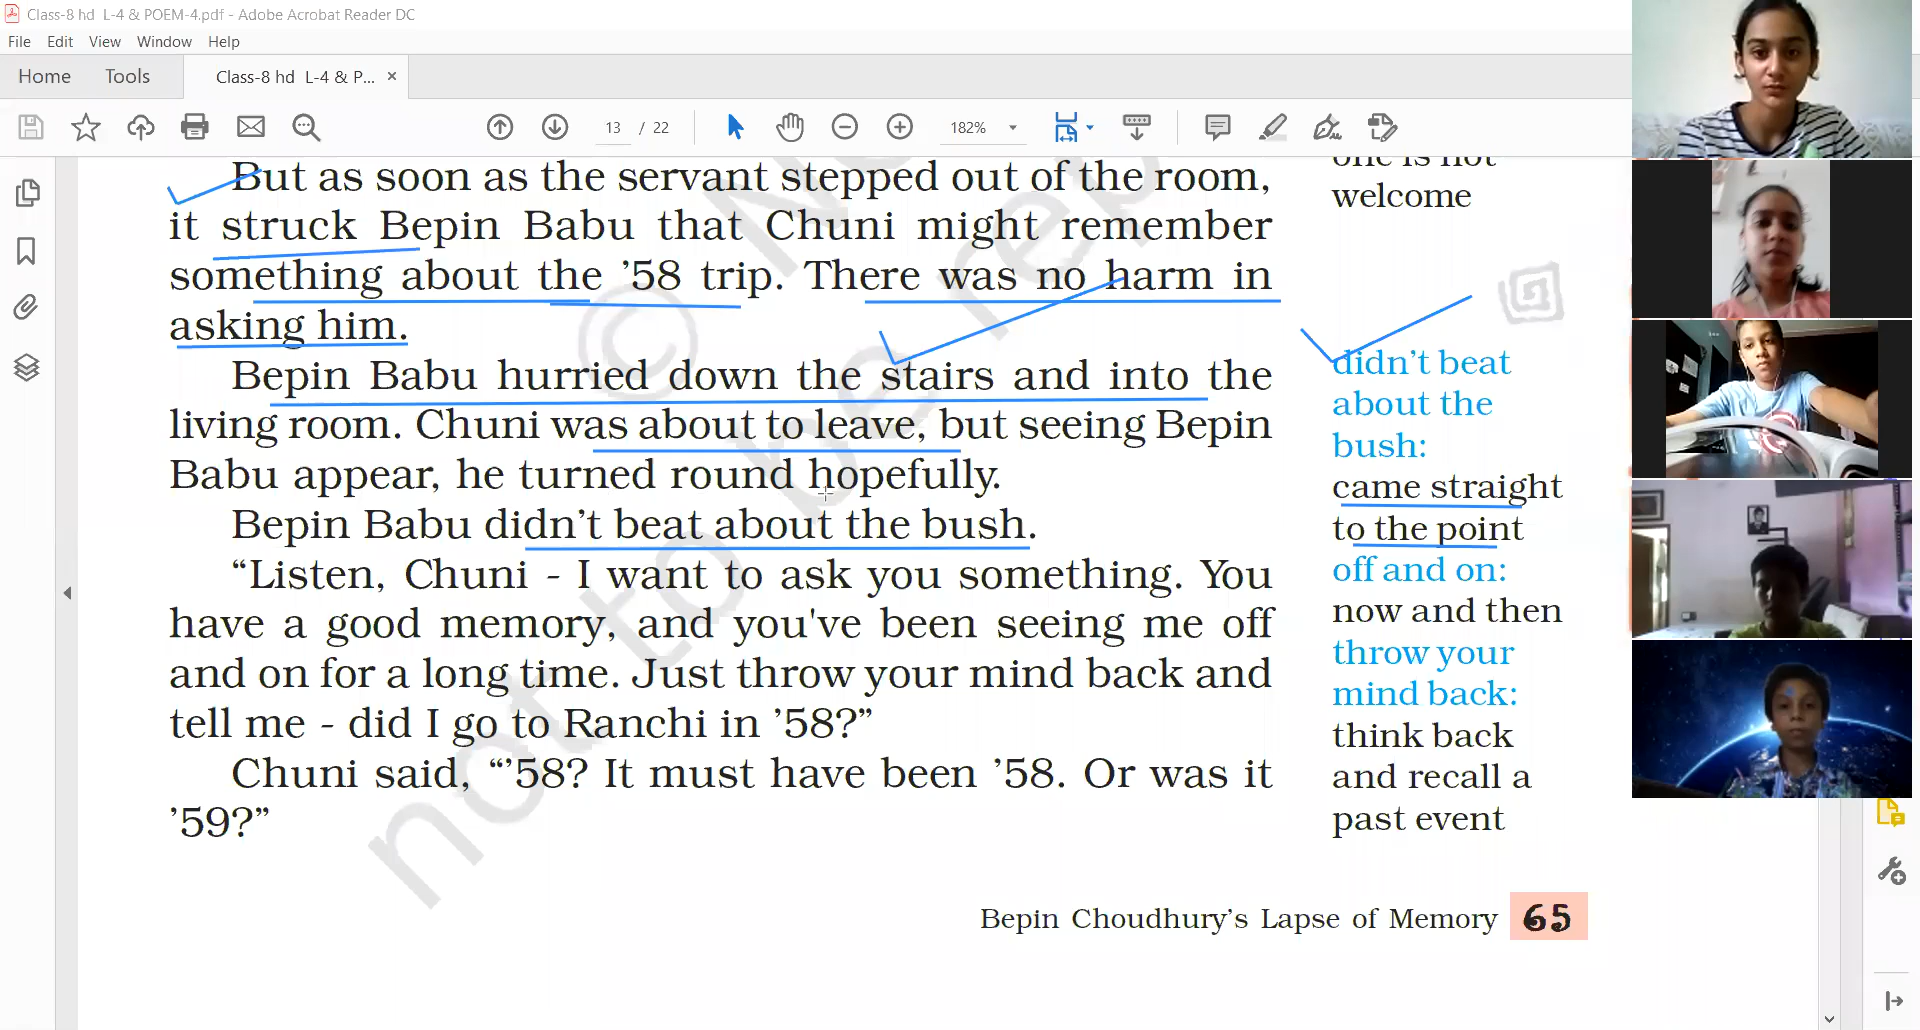 Class-8 hd L-4 & POEM-4.pdf - Adobe Acrobat Reader DC
File Edit View Window Help
Home Tools Class-8 hd L-4 & P... ×
13 / 22 182%
But as soon as the servant stepped out of the room,
it struck Bepin Babu that Chuni might remember
something about the ’58 trip. There was no harm in
asking him.
Bepin Babu hurried down the stairs and into the
living room. Chuni was about to leave, but seeing Bepin
Babu appear, he turned round hopefully.
Bepin Babu didn’t beat about the bush.
“Listen, Chuni - I want to ask you something. You
have a good memory, and you've been seeing me off
and on for a long time. Just throw your mind back and
tell me - did I go to Ranchi in ’58?”
Chuni said, “’58? It must have been ’58. Or was it
’59?”
one is not
welcome
didn’t beat
about the
bush:
came straight
to the point
off and on:
now and then
throw your
mind back:
think back
and recall a
past event
Bepin Choudhury’s Lapse of Memory 65
© N
not to be rep